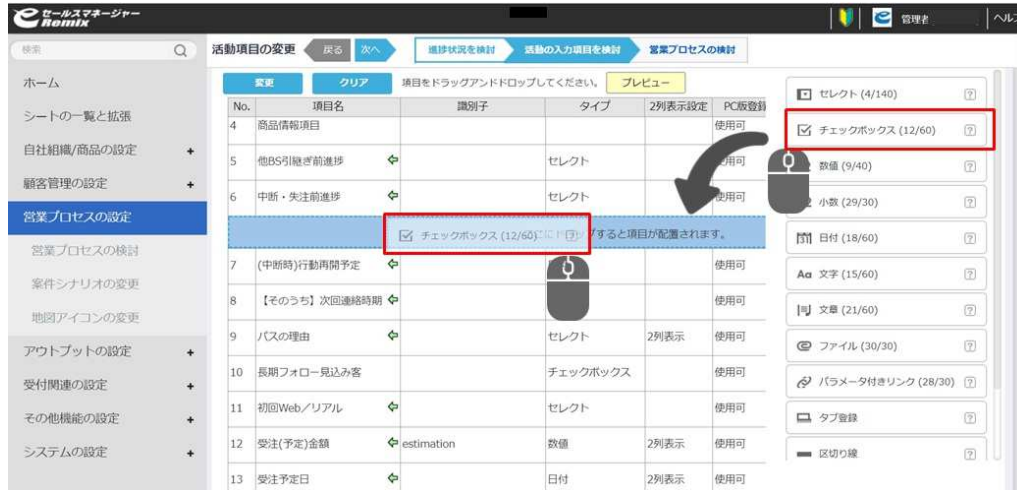 セールスマネージャー
Remix
管理者
ヘル
検索
活動項目の変更 戻る 次へ 進捗状況を検討 活動の入力項目を検討 営業プロセスの検討
ホーム
シートの一覧と拡張
自社組織/商品の設定 +
顧客管理の設定 +
営業プロセスの設定
営業プロセスの検討
案件シナリオの変更
地図アイコンの変更
アウトプットの設定 +
受付関連の設定 +
その他機能の設定 +
システムの設定 +
変更 クリア 項目をドラッグアンドドロップしてください。 プレビュー
No. 項目名 識別子 タイプ 2列表示設定 PC版登録
4 商品情報項目 使用可
5 他BS引継ぎ前進捗 セレクト 使用可
6 中断・失注前進捗 セレクト 使用可
チェックボックス (12/60) ? すると項目が配置されます。
7 (中断時)行動再開予定 使用可
8 【そのうち】次回連絡時期 使用可
9 パスの理由 セレクト 2列表示 使用可
10 長期フォロー見込み客 チェックボックス 使用可
11 初回Web／リアル セレクト 使用可
12 受注(予定)金額 estimation 数値 2列表示 使用可
13 受注予定日 日付 2列表示 使用可
セレクト (4/140) ?
チェックボックス (12/60) ?
数値 (9/40) ?
小数 (29/30) ?
日付 (18/60) ?
Aα 文字 (15/60) ?
文章 (21/60) ?
ファイル (30/30) ?
パラメータ付きリンク (28/30) ?
タブ登録 ?
区切り線 ?